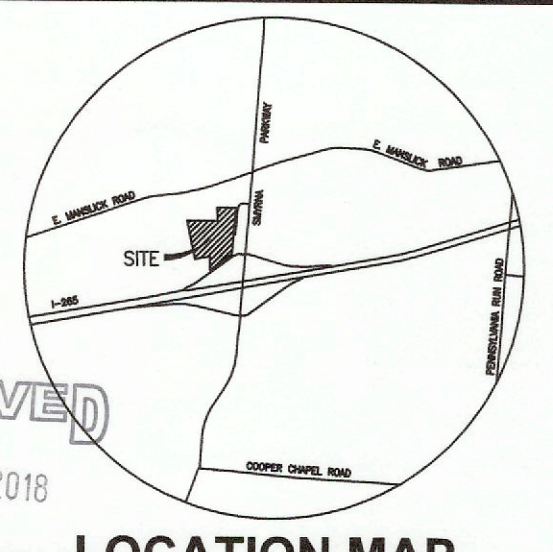 PARKWAY
E. MANSLICK ROAD
E. MANSLICK ROAD
SMYRNA
SITE
PENNSYLVANIA RUN ROAD
I-265
VED
2018
COOPER CHAPEL ROAD
LOCATION MAP